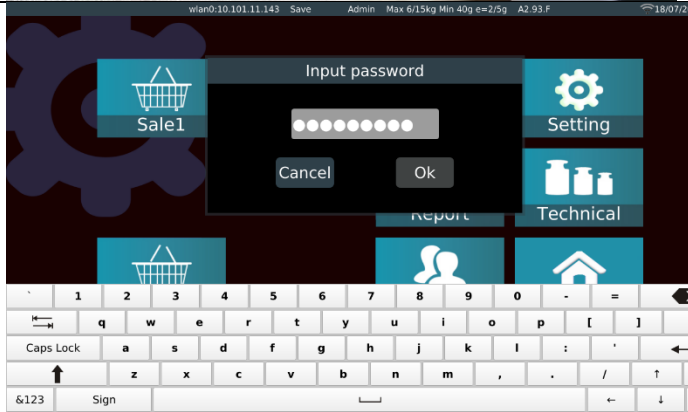 wlan0:10.101.11.143 Save Admin Max 6/15kg Min 40g e=2/5g A2.93.F 18/07/2
Input password
Sale1
Setting
Cancel Ok
Report
Technical
` 1 2 3 4 5 6 7 8 9 0 - =
q w e r t y u i o p [ ]
Caps Lock a s d f g h j k l : '
z x c v b n m , . /
&123 Sign